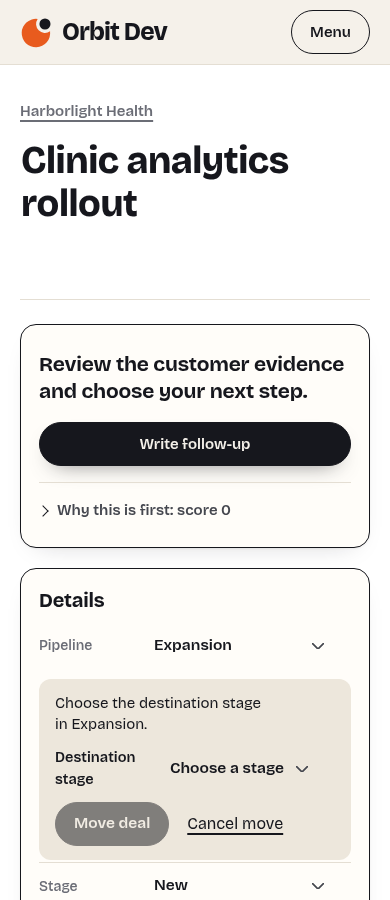 Orbit Dev
Menu
Harborlight Health
Clinic analytics
rollout
Review the customer evidence
and choose your next step.
Write follow-up
Why this is first: score 0
Details
Pipeline
Expansion
Choose the destination stage
in Expansion.
Destination
stage
Choose a stage
Move deal
Cancel move
Stage
New